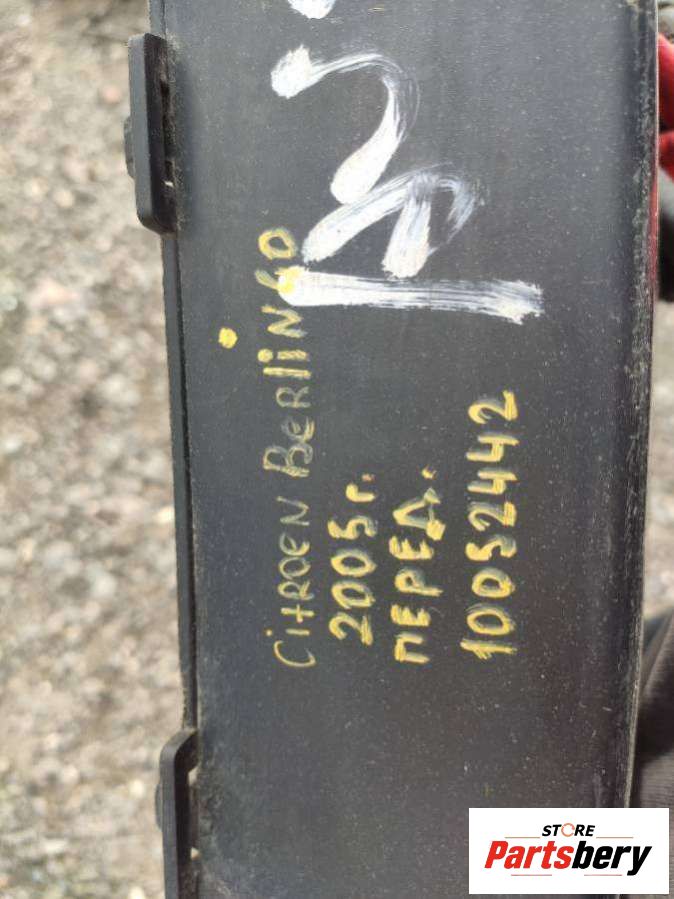 CiTROEN BERLiNGO
2005г.
ПЕРЕД.
10052442
STORE
Partsbery